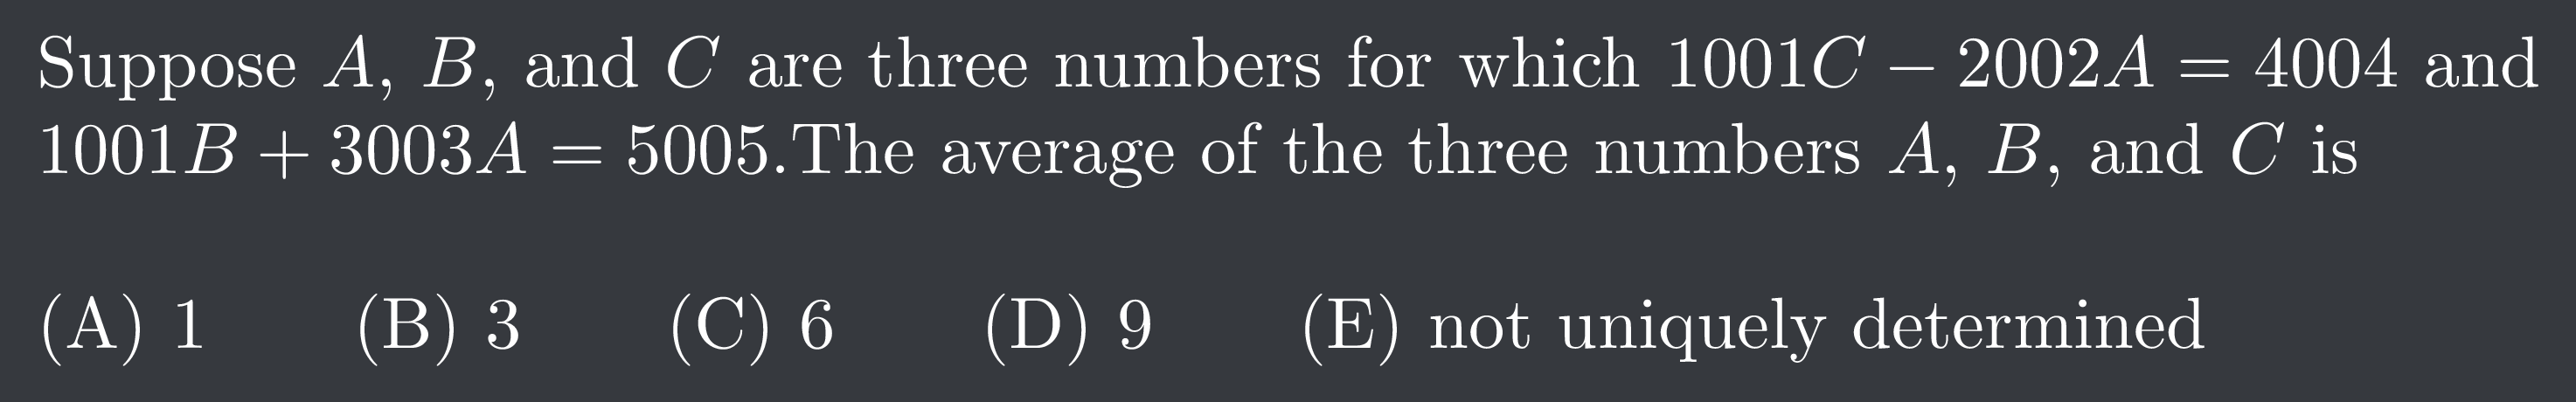 Suppose A, B, and C are three numbers for which 1001C − 2002A = 4004 and
1001B + 3003A = 5005.The average of the three numbers A, B, and C is
(A) 1 (B) 3 (C) 6 (D) 9 (E) not uniquely determined